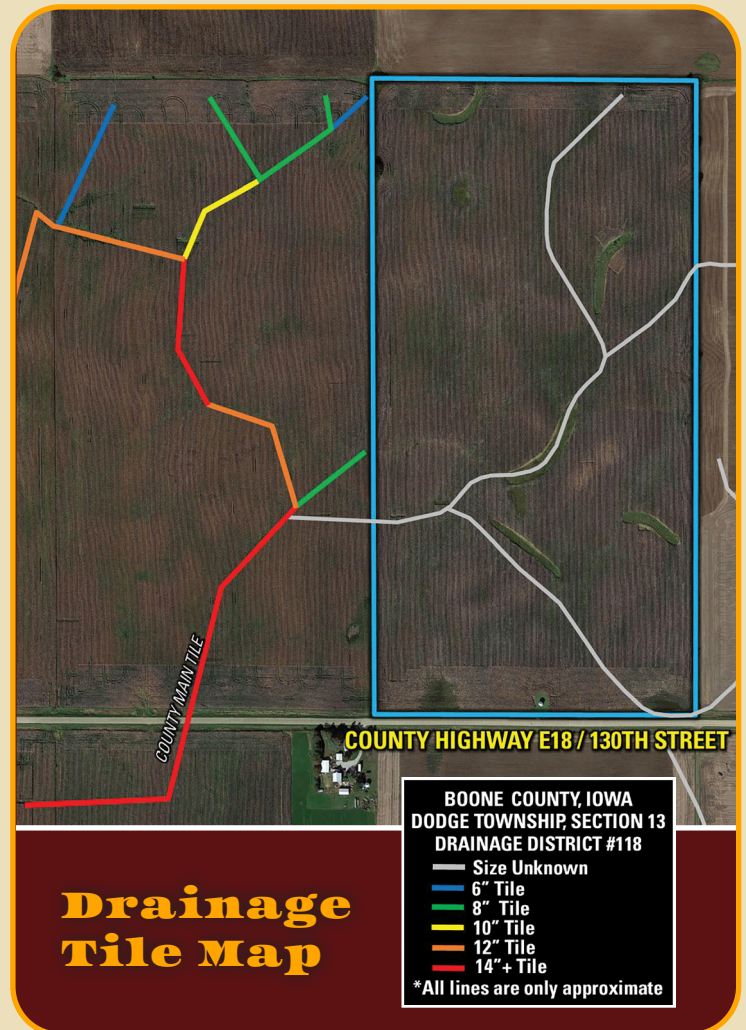 COUNTY MAIN TILE
COUNTY HIGHWAY E18 / 130TH STREET
BOONE COUNTY, IOWA
DODGE TOWNSHIP, SECTION 13
DRAINAGE DISTRICT #118
Size Unknown
6” Tile
8” Tile
10” Tile
12” Tile
14”+ Tile
*All lines are only approximate
Drainage
Tile Map